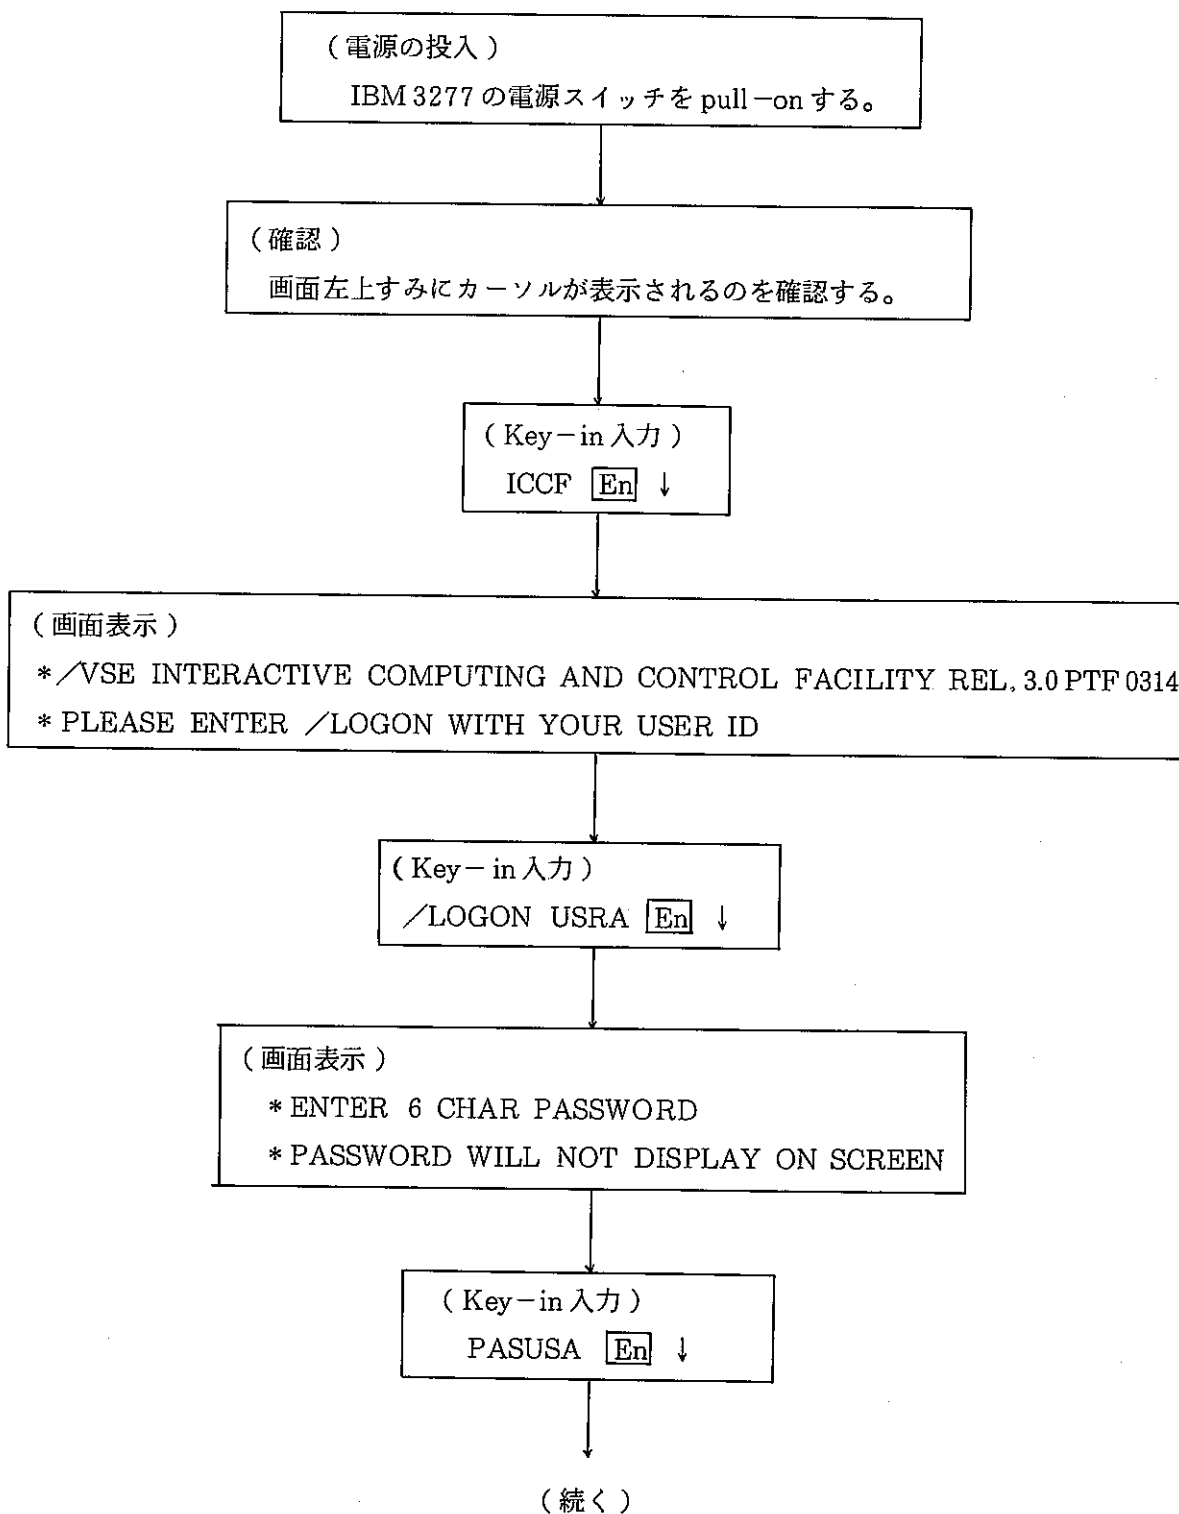 （電源の投入）
IBM 3277 の電源スイッチを pull-on する。
（確認）
画面左上すみにカーソルが表示されるのを確認する。
（Key-in 入力）
ICCF En ↓
（画面表示）
*/VSE INTERACTIVE COMPUTING AND CONTROL FACILITY REL. 3.0 PTF 0314
* PLEASE ENTER /LOGON WITH YOUR USER ID
（Key-in 入力）
/LOGON USRA En ↓
（画面表示）
* ENTER 6 CHAR PASSWORD
* PASSWORD WILL NOT DISPLAY ON SCREEN
（Key-in 入力）
PASUSA En ↓
（続く）